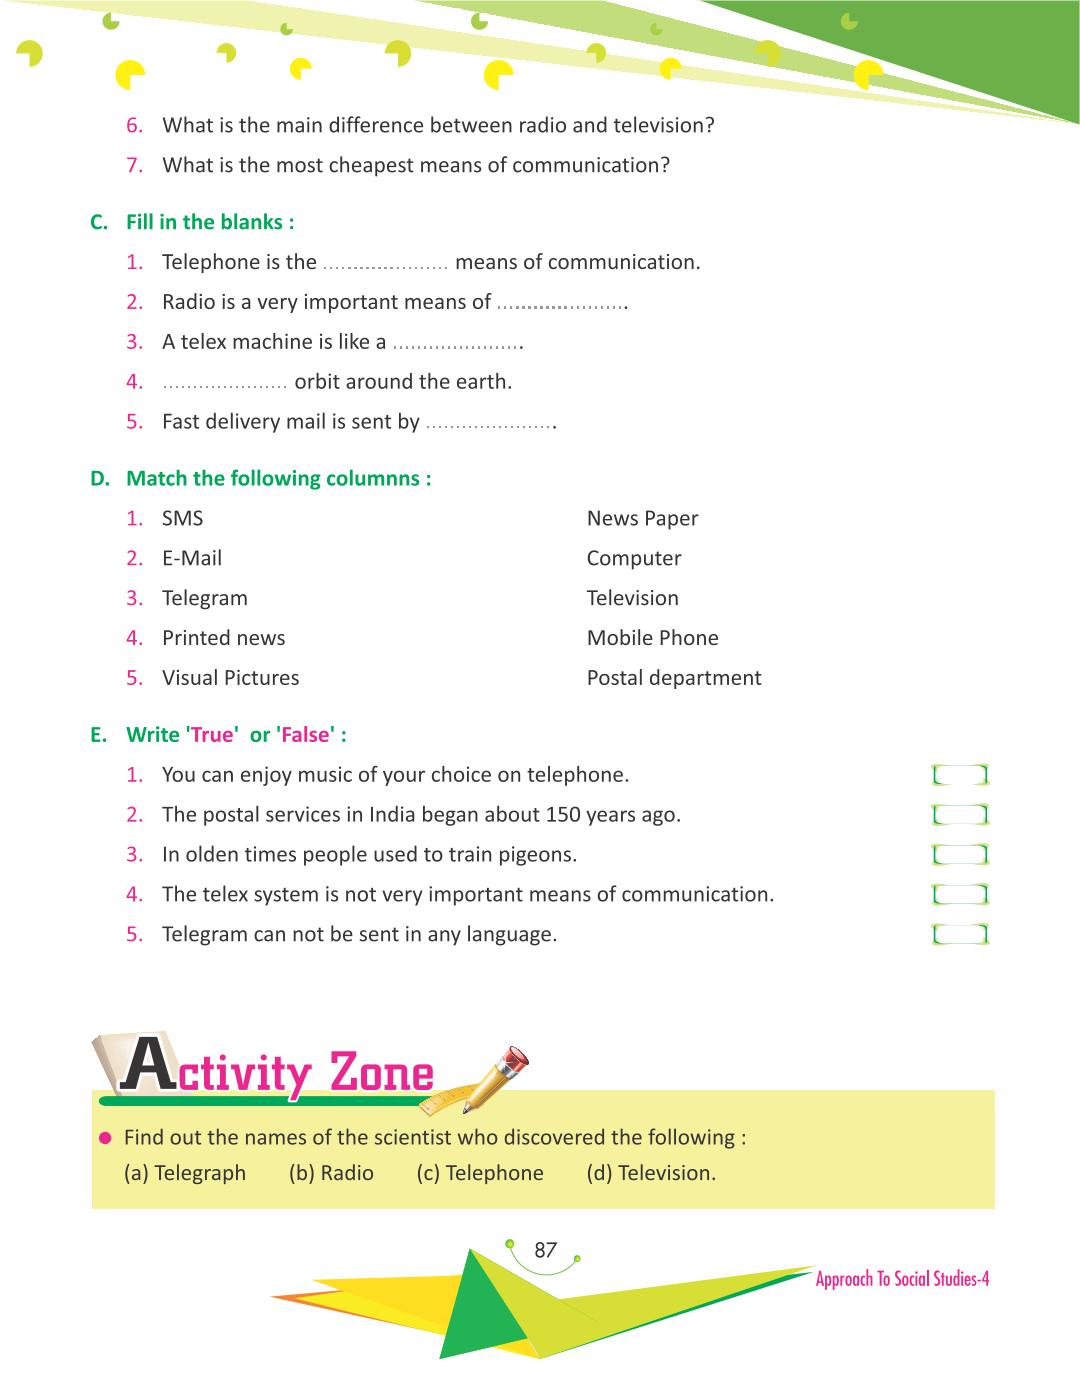 6. What is the main difference between radio and television?
7. What is the most cheapest means of communication?
C. Fill in the blanks :
1. Telephone is the ..................... means of communication.
2. Radio is a very important means of ......................
3. A telex machine is like a ......................
4. ..................... orbit around the earth.
5. Fast delivery mail is sent by ......................
D. Match the following columnns :
1. SMS News Paper
2. E-Mail Computer
3. Telegram Television
4. Printed news Mobile Phone
5. Visual Pictures Postal department
E. Write 'True' or 'False' :
1. You can enjoy music of your choice on telephone.
2. The postal services in India began about 150 years ago.
3. In olden times people used to train pigeons.
4. The telex system is not very important means of communication.
5. Telegram can not be sent in any language.
Activity Zone
Find out the names of the scientist who discovered the following :
(a) Telegraph (b) Radio (c) Telephone (d) Television.
87
Approach To Social Studies-4